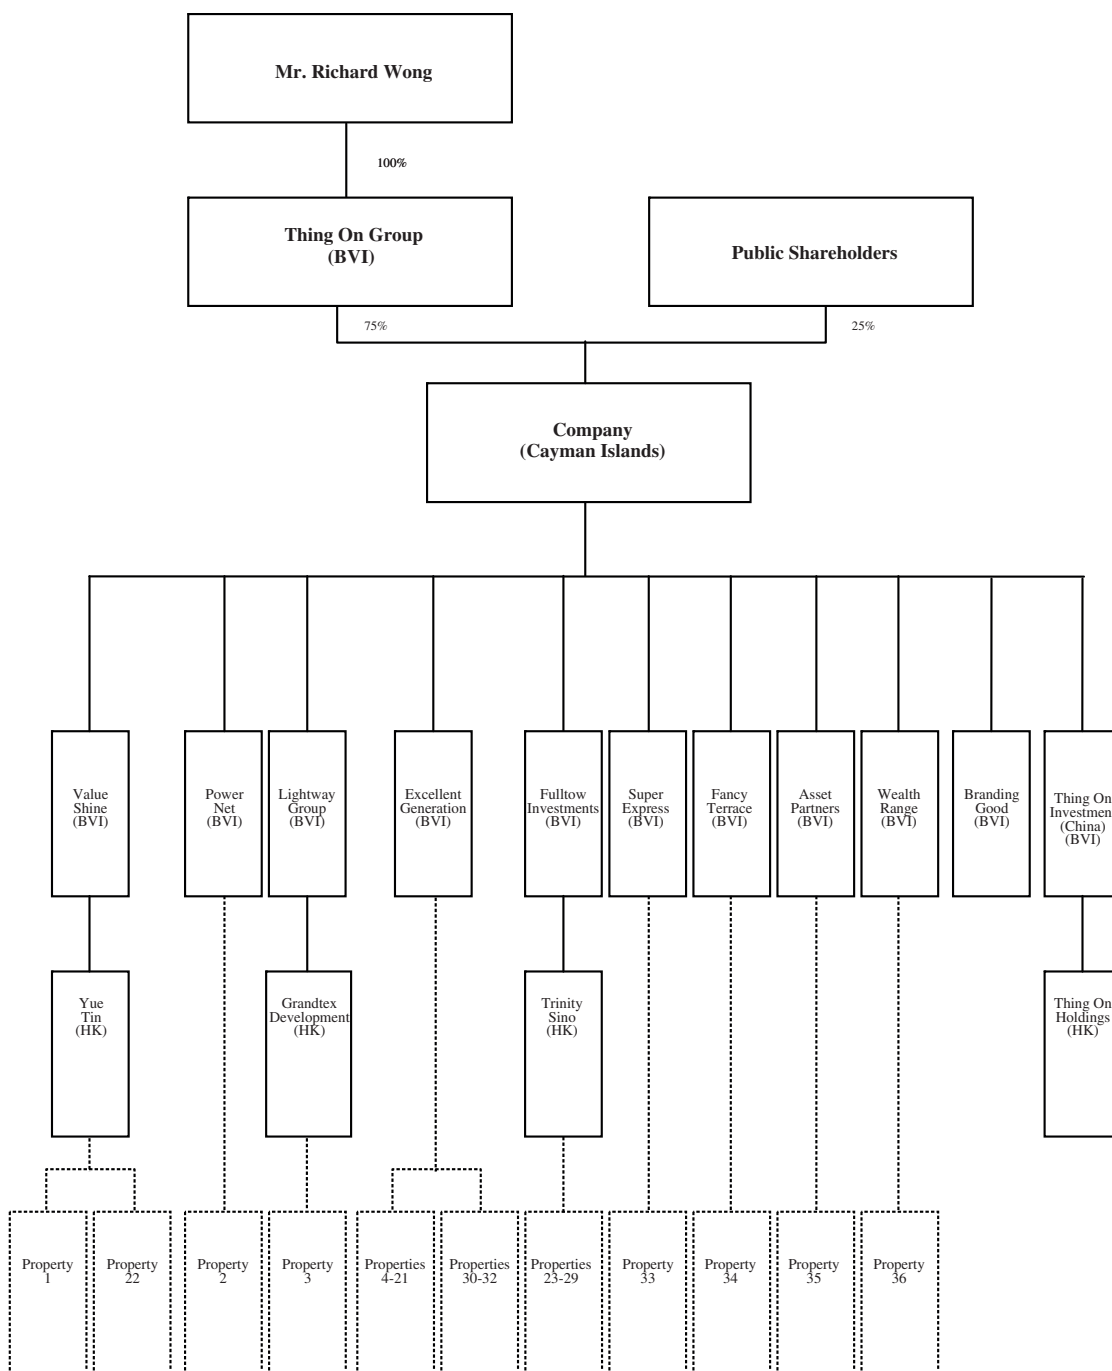 Mr. Richard Wong
100%
Thing On Group
(BVI)
Public Shareholders
75%
25%
Company
(Cayman Islands)
Value
Shine
(BVI)
Power
Net
(BVI)
Lightway
Group
(BVI)
Excellent
Generation
(BVI)
Fulltow
Investments
(BVI)
Super
Express
(BVI)
Fancy
Terrace
(BVI)
Asset
Partners
(BVI)
Wealth
Range
(BVI)
Branding
Good
(BVI)
Thing On
Investment
(China)
(BVI)
Yue
Tin
(HK)
Grandtex
Development
(HK)
Trinity
Sino
(HK)
Thing On
Holdings
(HK)
Property
1
Property
22
Property
2
Property
3
Properties
4-21
Properties
30-32
Properties
23-29
Property
33
Property
34
Property
35
Property
36